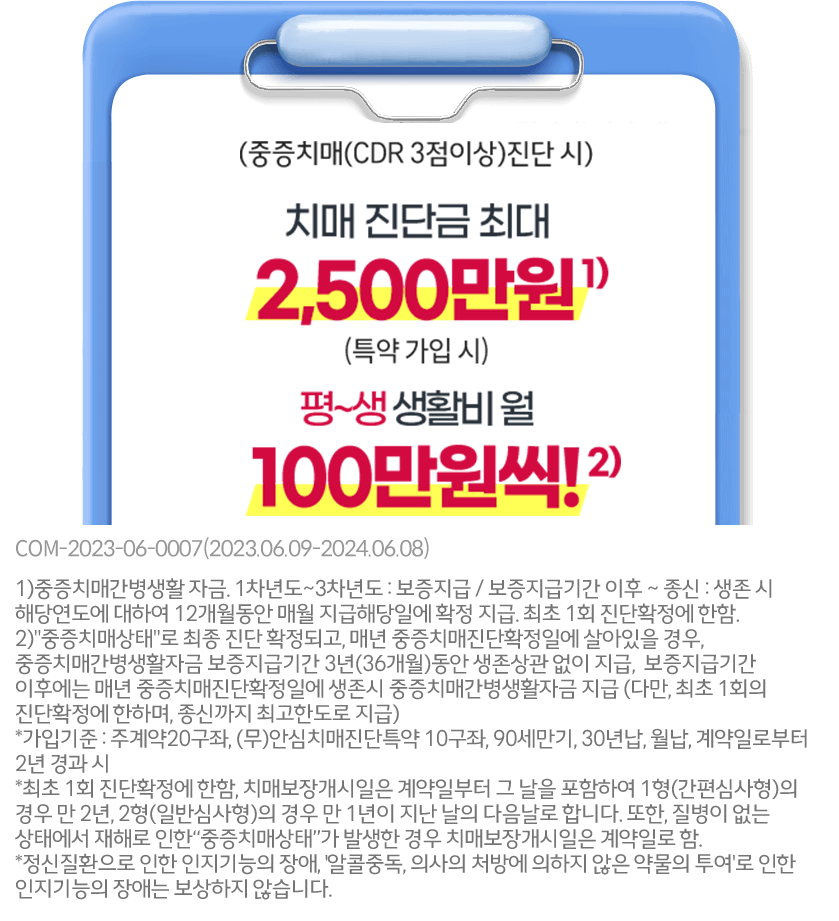 (중증치매(CDR 3점이상)진단 시)
치매 진단금 최대
2,500만원1)
(특약 가입 시)
평~생 생활비 월
100만원씩!2)
COM-2023-06-0007(2023.06.09-2024.06.08)
1)중증치매간병생활 자금. 1차년도~3차년도 : 보증지급 / 보증지급기간 이후 ~ 종신 : 생존 시
해당연도에 대하여 12개월동안 매월 지급해당일에 확정 지급. 최초 1회 진단확정에 한함.
2)"중증치매상태"로 최종 진단 확정되고, 매년 중증치매진단확정일에 살아있을 경우,
중증치매간병생활자금 보증지급기간 3년(36개월)동안 생존상관 없이 지급, 보증지급기간
이후에는 매년 중증치매진단확정일에 생존시 중증치매간병생활자금 지급 (다만, 최초 1회의
진단확정에 한하며, 종신까지 최고한도로 지급)
*가입기준 : 주계약20구좌, (무)안심치매진단특약 10구좌, 90세만기, 30년납, 월납, 계약일로부터
2년 경과 시
*최초 1회 진단확정에 한함, 치매보장개시일은 계약일부터 그 날을 포함하여 1형(간편심사형)의
경우 만 2년, 2형(일반심사형)의 경우 만 1년이 지난 날의 다음날로 합니다. 또한, 질병이 없는
상태에서 재해로 인한“중증치매상태”가 발생한 경우 치매보장개시일은 계약일로 함.
*정신질환으로 인한 인지기능의 장애, '알콜중독, 의사의 처방에 의하지 않은 약물의 투여'로 인한
인지기능의 장애는 보상하지 않습니다.